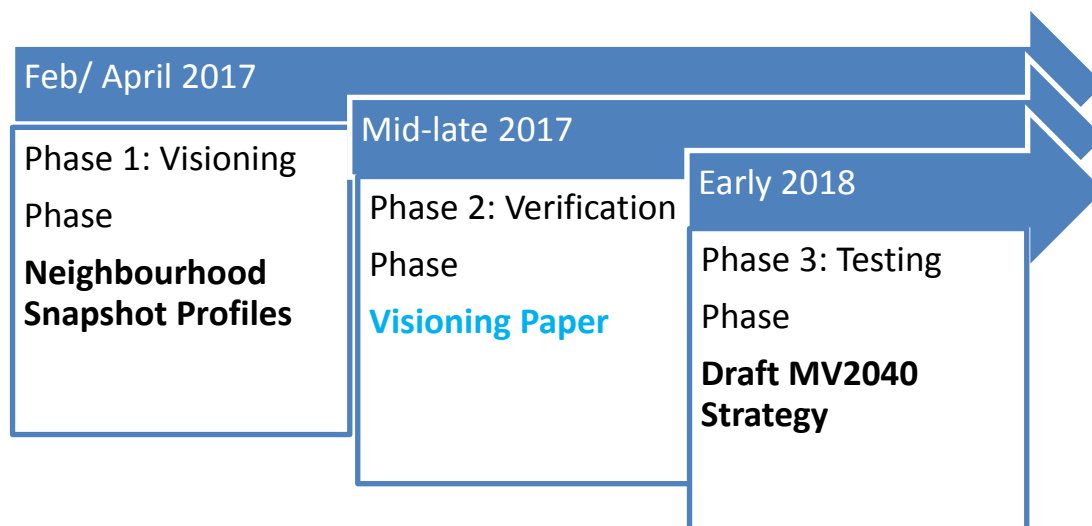 Feb/ April 2017
Phase 1: Visioning
Phase
Neighbourhood
Snapshot Profiles
Mid-late 2017
Phase 2: Verification
Phase
Visioning Paper
Early 2018
Phase 3: Testing
Phase
Draft MV2040
Strategy